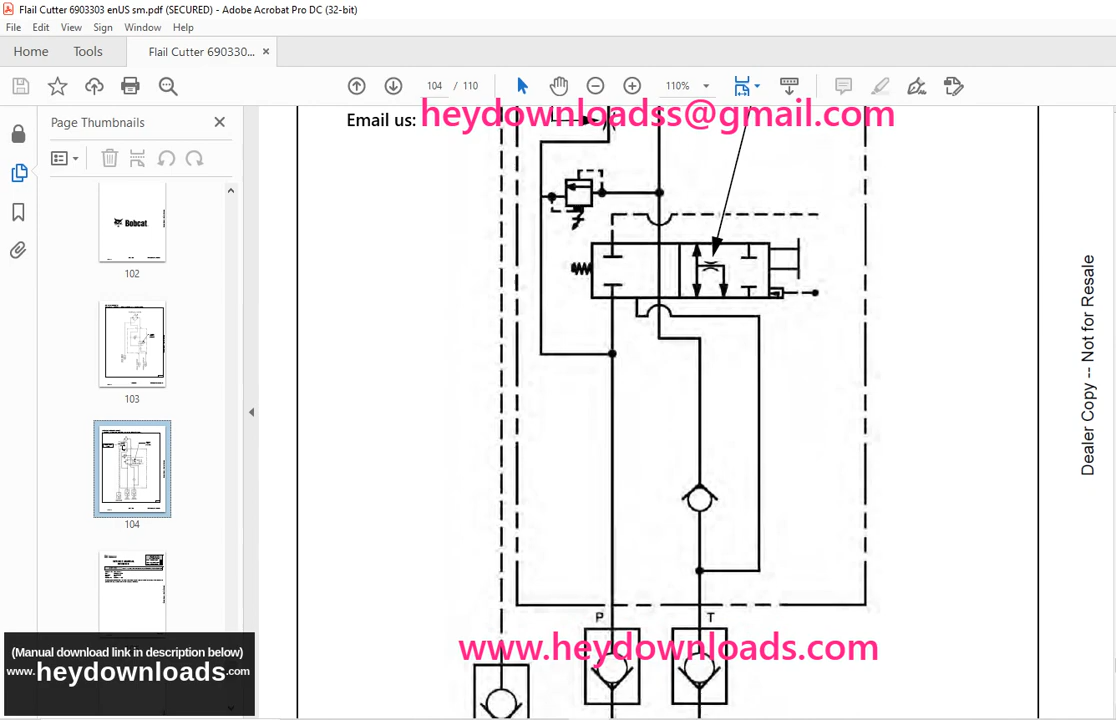 Flail Cutter 6903303 enUS sm.pdf (SECURED) - Adobe Acrobat Pro DC (32-bit)
File Edit View Sign Window Help
Home Tools Flail Cutter 690330... ×
104 / 110 110%
Email us: heydownloadss@gmail.com
Page Thumbnails
Bobcat
102
103
104
P T
Dealer Copy -- Not for Resale
(Manual download link in description below)
www.heydownloads.com
www.heydownloads.com